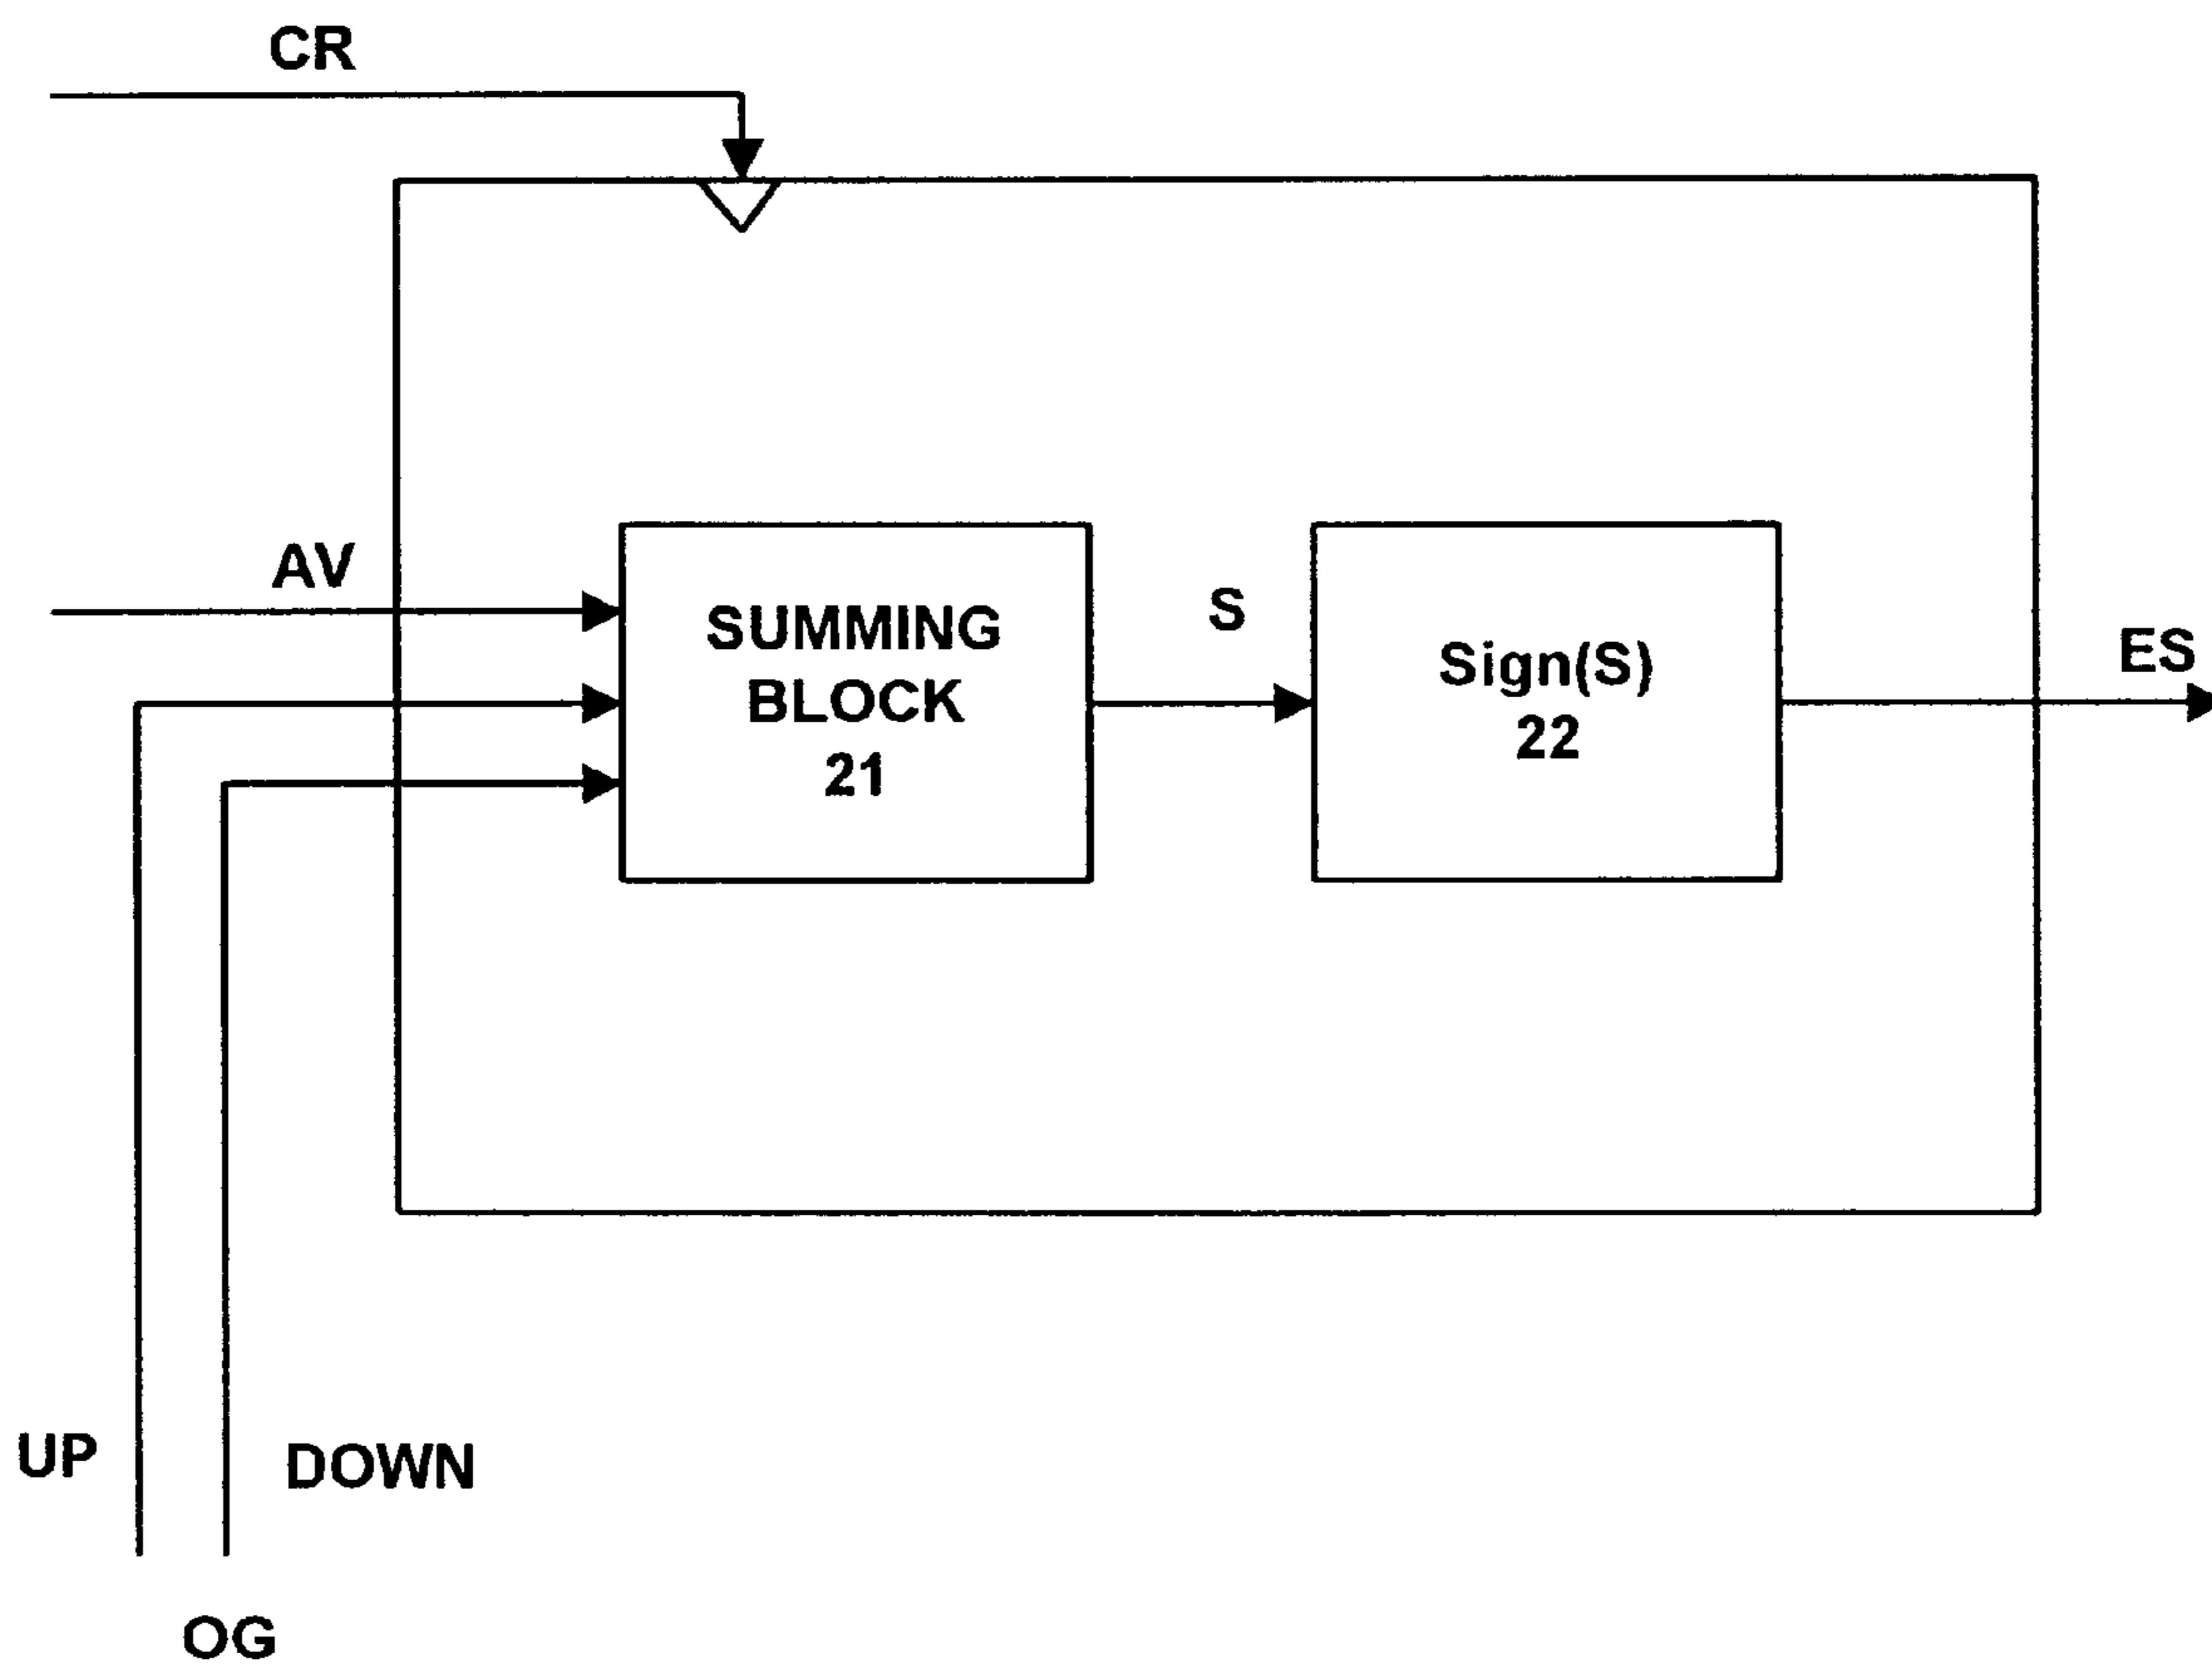 CR
AV
SUMMING
BLOCK
21
S
Sign(S)
22
ES
UP
DOWN
OG